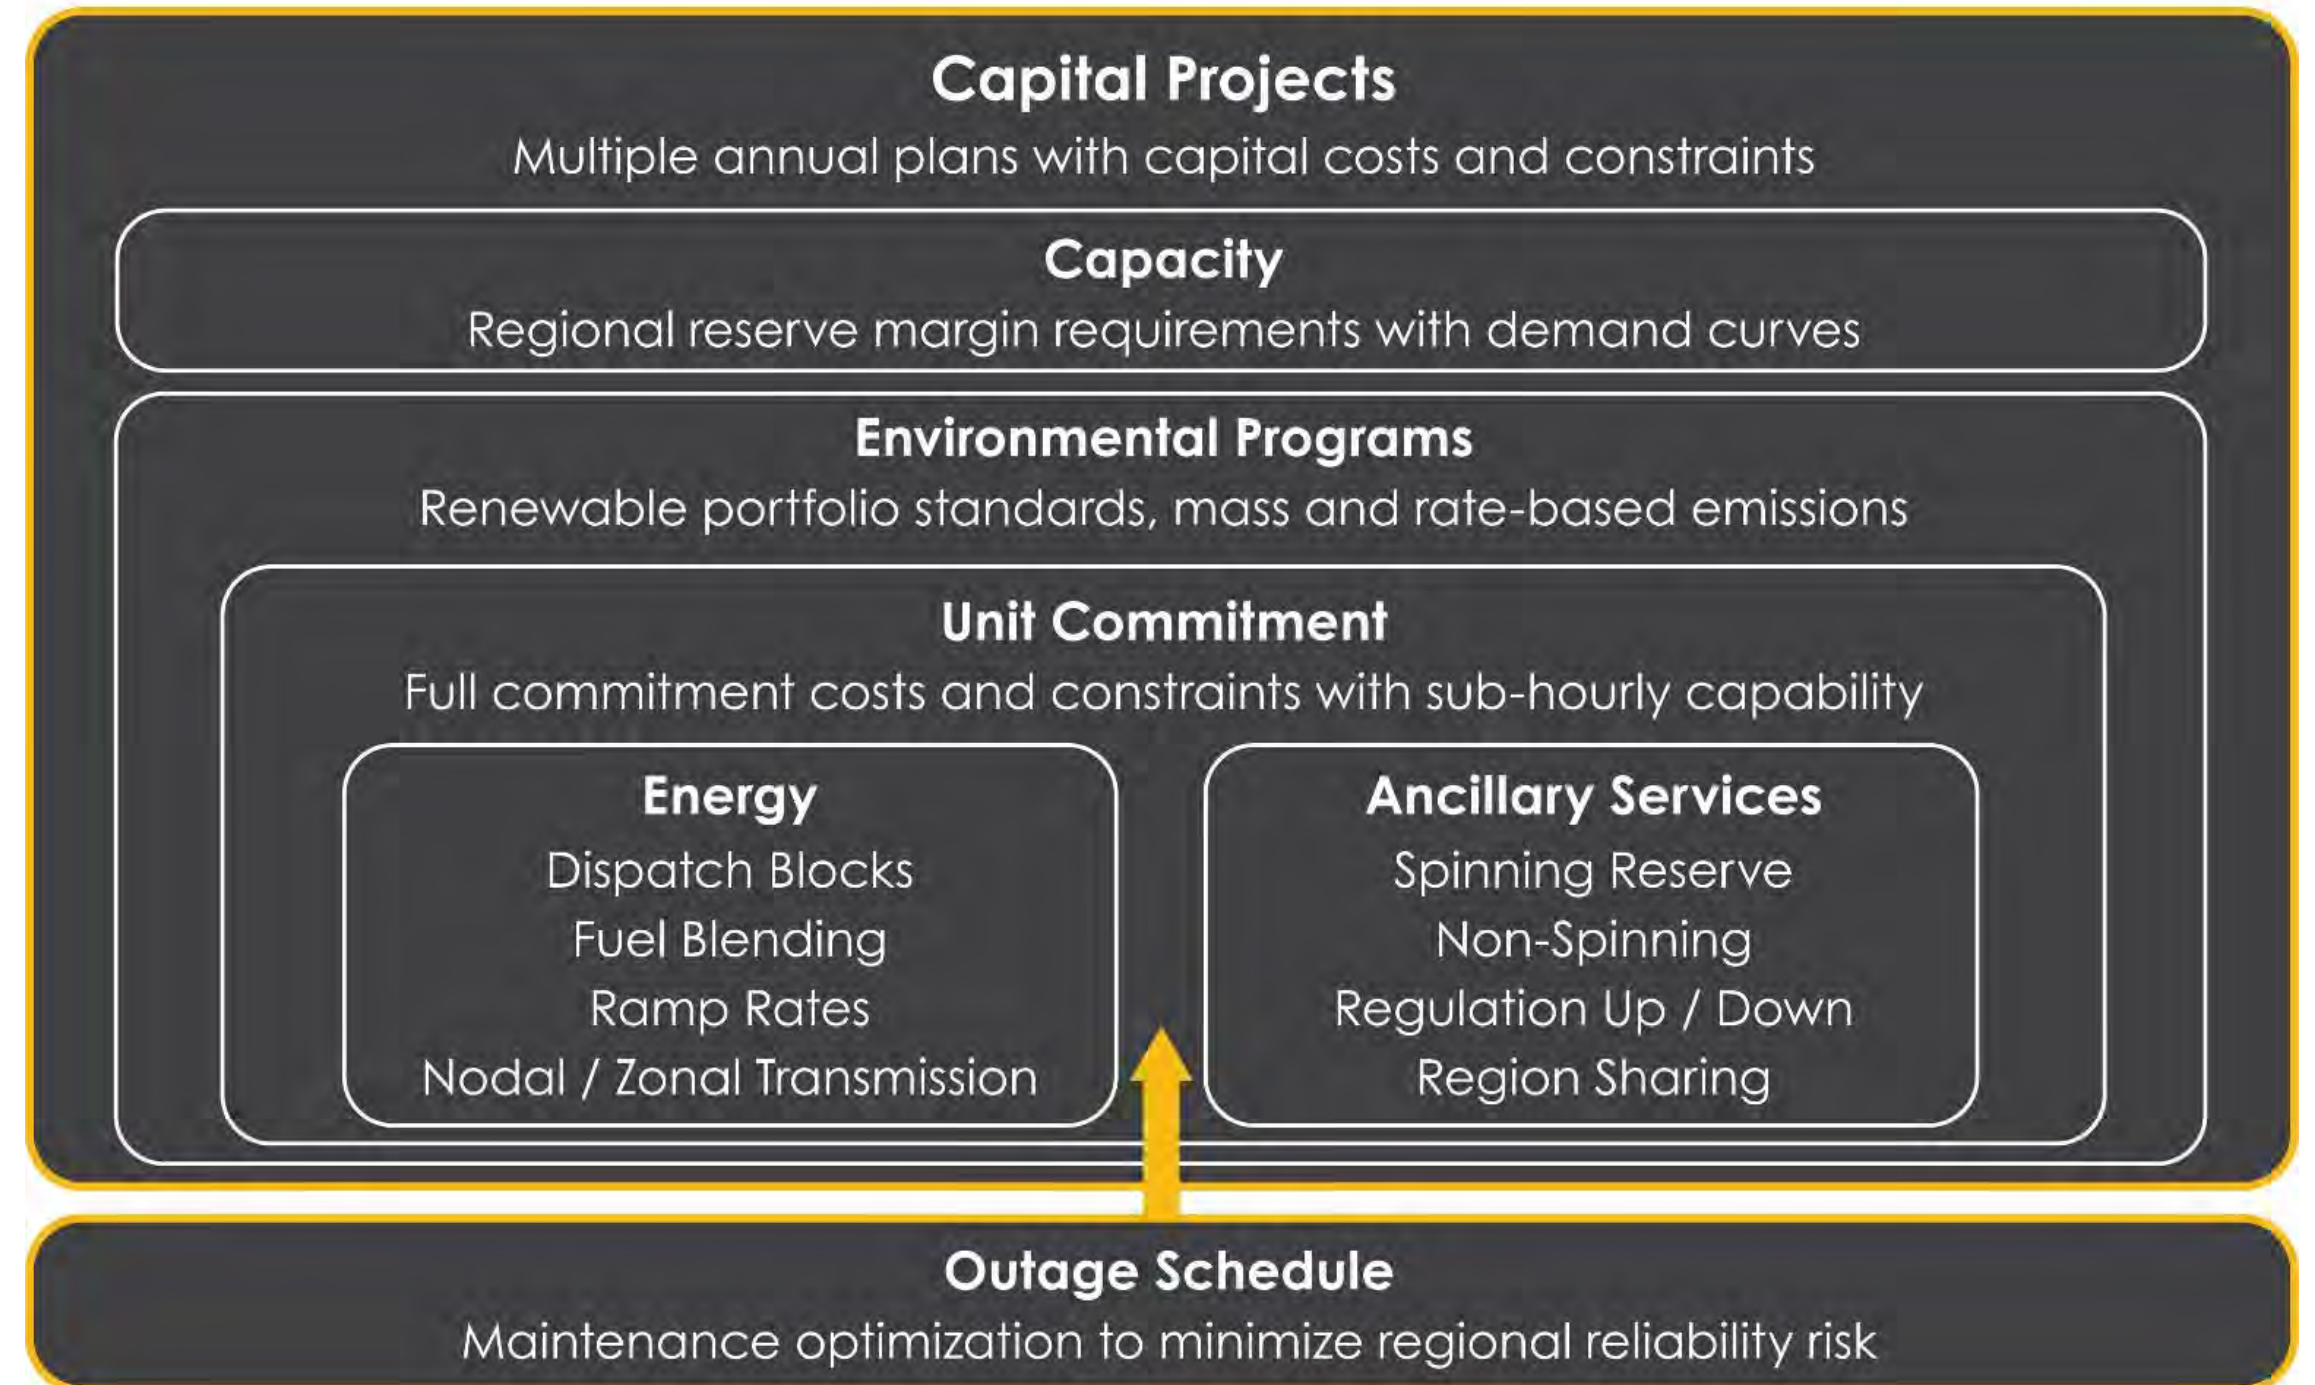 Capital Projects
Multiple annual plans with capital costs and constraints
Capacity
Regional reserve margin requirements with demand curves
Environmental Programs
Renewable portfolio standards, mass and rate-based emissions
Unit Commitment
Full commitment costs and constraints with sub-hourly capability
Energy
Dispatch Blocks
Fuel Blending
Ramp Rates
Nodal / Zonal Transmission
Ancillary Services
Spinning Reserve
Non-Spinning
Regulation Up / Down
Region Sharing
Outage Schedule
Maintenance optimization to minimize regional reliability risk